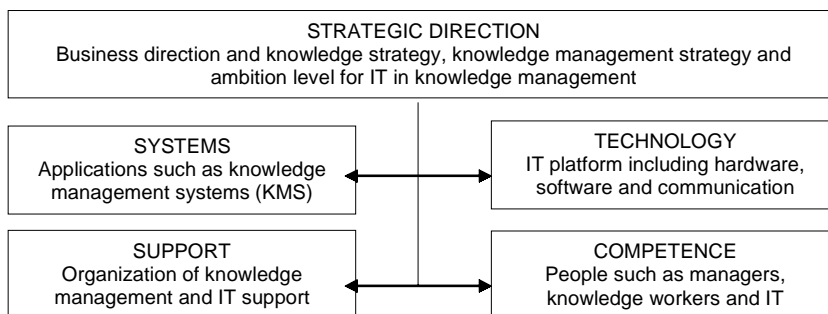 STRATEGIC DIRECTION
Business direction and knowledge strategy, knowledge management strategy and
ambition level for IT in knowledge management
SYSTEMS
Applications such as knowledge
management systems (KMS)
TECHNOLOGY
IT platform including hardware,
software and communication
SUPPORT
Organization of knowledge
management and IT support
COMPETENCE
People such as managers,
knowledge workers and IT